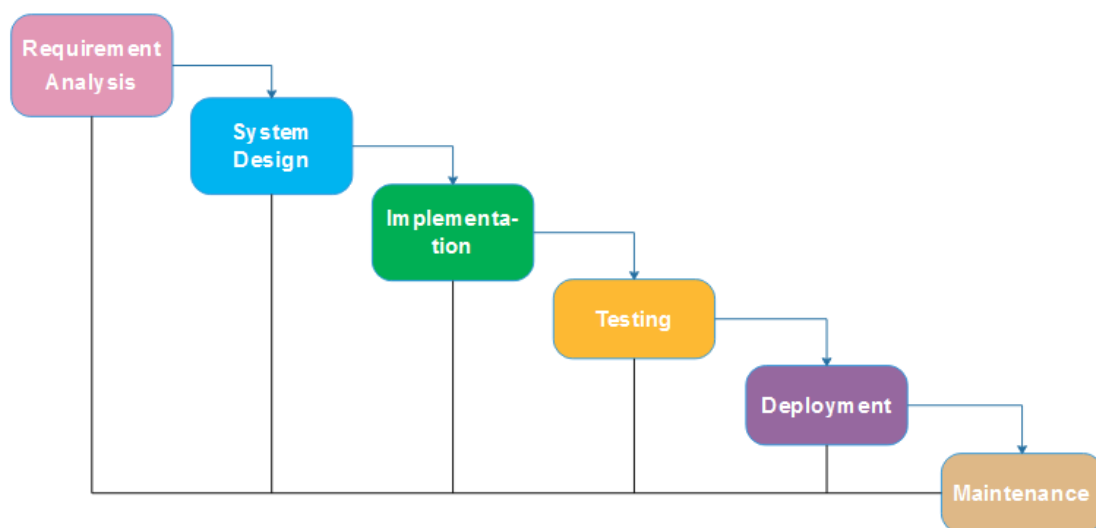 Requirement
Analysis
System
Design
Implementa-
tion
Testing
Deployment
Maintenance